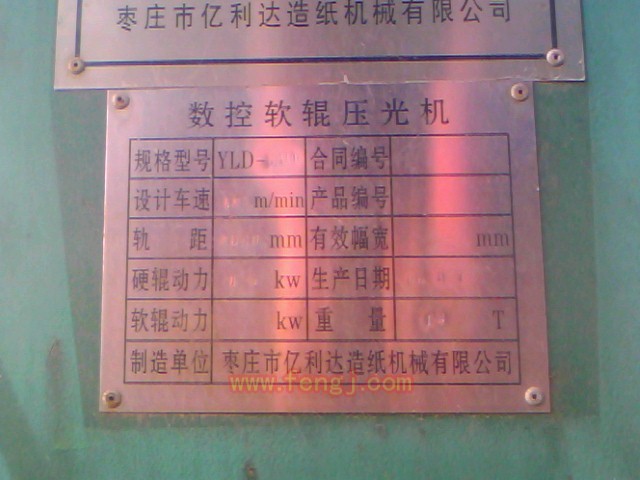 枣庄市亿利达造纸机械有限公司
数控软辊压光机
规格型号 YLD- 合同编号
设计车速 m/min 产品编号
轨距 mm 有效幅宽 mm
硬辊动力 kw 生产日期
软辊动力 kw 重量 T
制造单位 枣庄市亿利达造纸机械有限公司
www.fengj.com